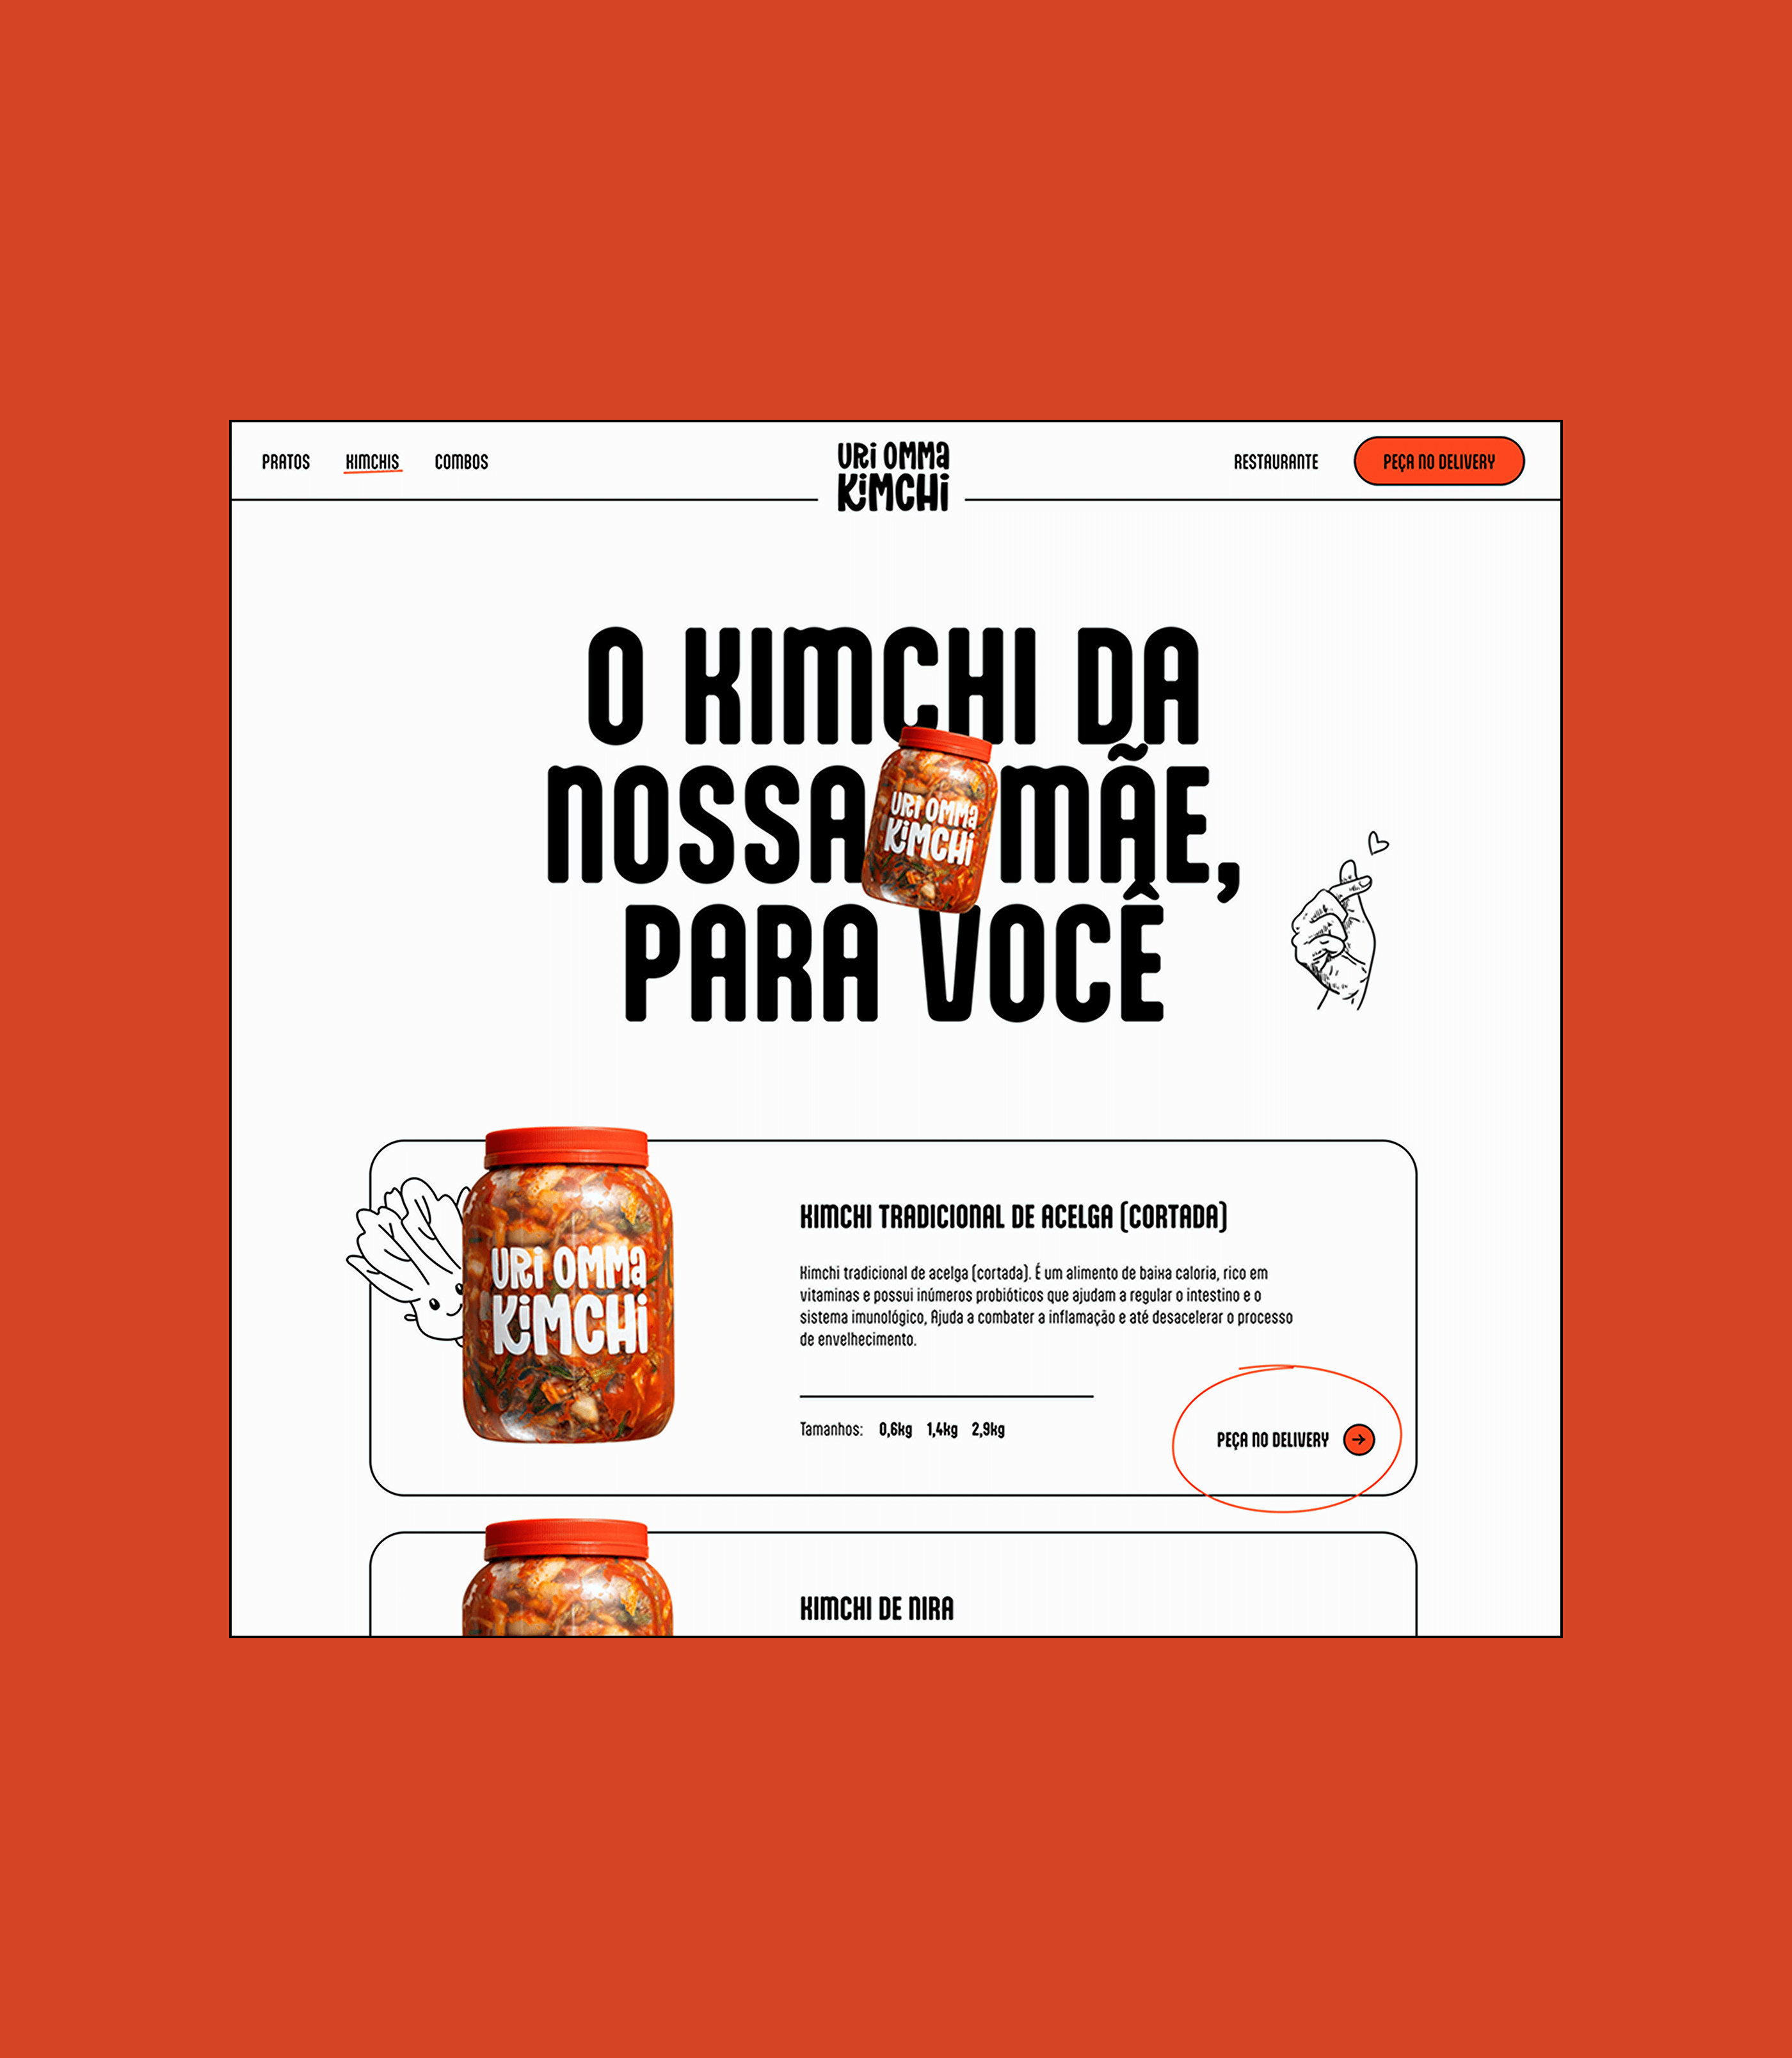 PRATOS KIMCHIS COMBOS
URi OMMa
KiMCHi
RESTAURANTE PEÇA NO DELIVERY
O KIMCHI DA
NOSSA MÃE,
PARA VOCÊ
URi OMMa
KiMCHi
URi OMMa
KiMCHi
KIMCHI TRADICIONAL DE ACELGA (CORTADA)
Kimchi tradicional de acelga (cortada). É um alimento de baixa caloria, rico em
vitaminas e possui inúmeros probióticos que ajudam a regular o intestino e o
sistema imunológico, Ajuda a combater a inflamação e até desacelerar o processo
de envelhecimento.
Tamanhos: 0,6kg 1,4kg 2,9kg
PEÇA NO DELIVERY
KIMCHI DE NIRA